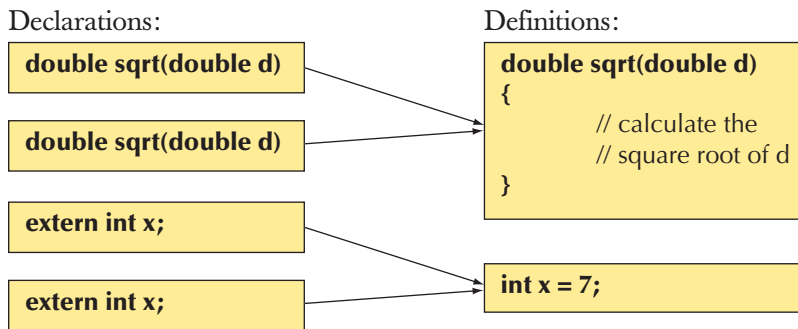 Declarations:
double sqrt(double d)
double sqrt(double d)
extern int x;
extern int x;
Definitions:
double sqrt(double d)
{
// calculate the
// square root of d
}
int x = 7;